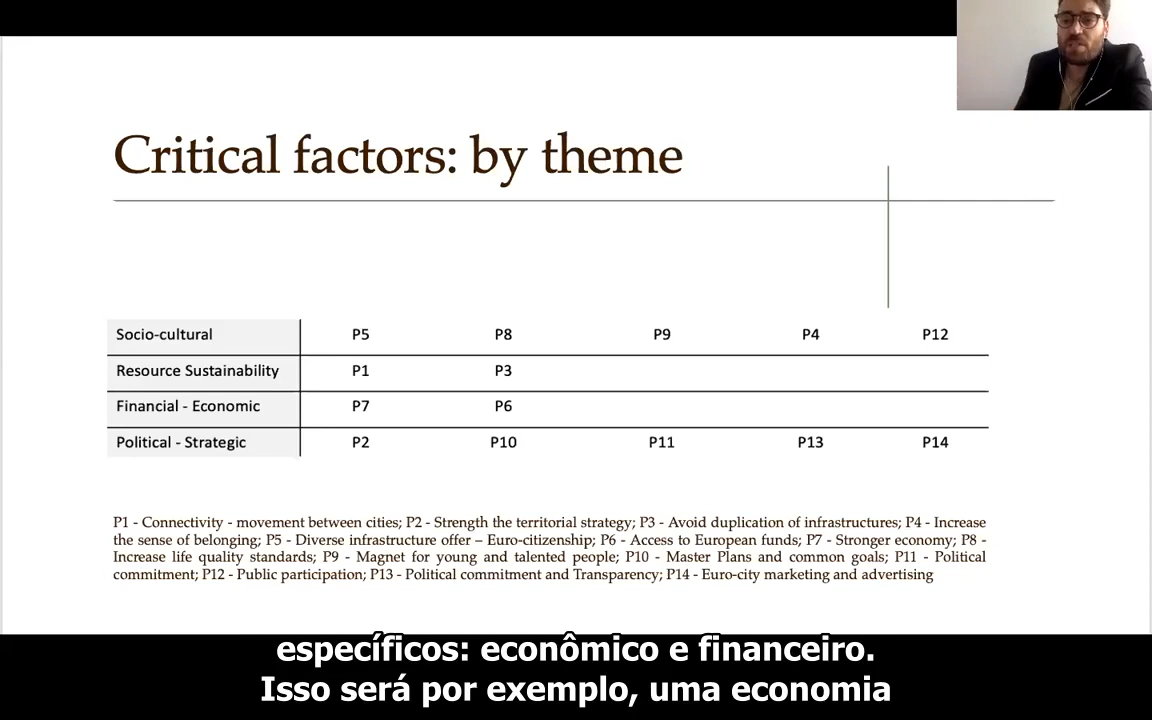 Critical factors: by theme
Socio-cultural P5 P8 P9 P4 P12
Resource Sustainability P1 P3
Financial - Economic P7 P6
Political - Strategic P2 P10 P11 P13 P14
P1 - Connectivity - movement between cities; P2 - Strength the territorial strategy; P3 - Avoid duplication of infrastructures; P4 - Increase
the sense of belonging; P5 - Diverse infrastructure offer – Euro-citizenship; P6 - Access to European funds; P7 - Stronger economy; P8 -
Increase life quality standards; P9 - Magnet for young and talented people; P10 - Master Plans and common goals; P11 - Political
commitment; P12 - Public participation; P13 - Political commitment and Transparency; P14 - Euro-city marketing and advertising
específicos: econômico e financeiro.
Isso será por exemplo, uma economia